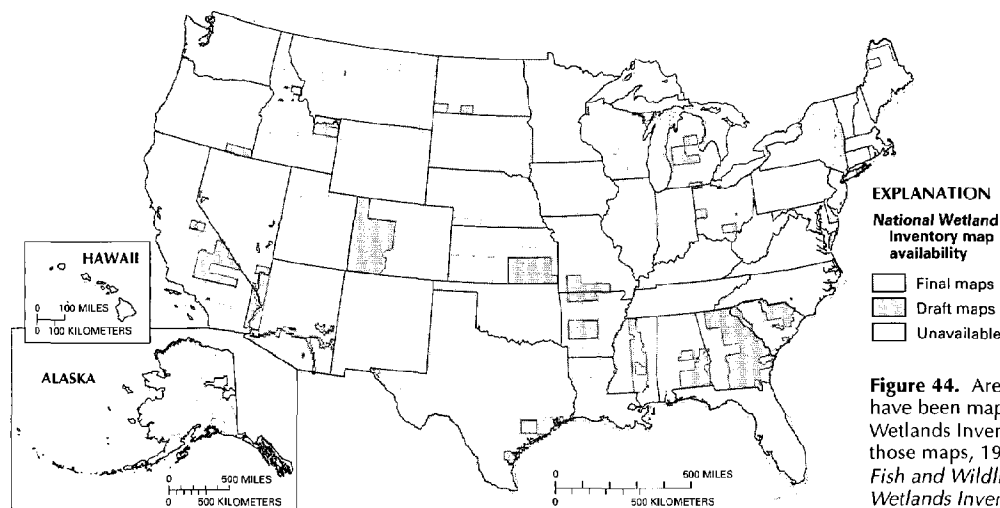 HAWAII
0 100 MILES
0 100 KILOMETERS
ALASKA
0 500 MILES
0 500 KILOMETERS
0 500 MILES
0 500 KILOMETERS
EXPLANATION
National Wetland
Inventory map
availability
Final maps
Draft maps
Unavailable
Figure 44. Are
have been map
Wetlands Inven
those maps, 19
Fish and Wildli
Wetlands Inver